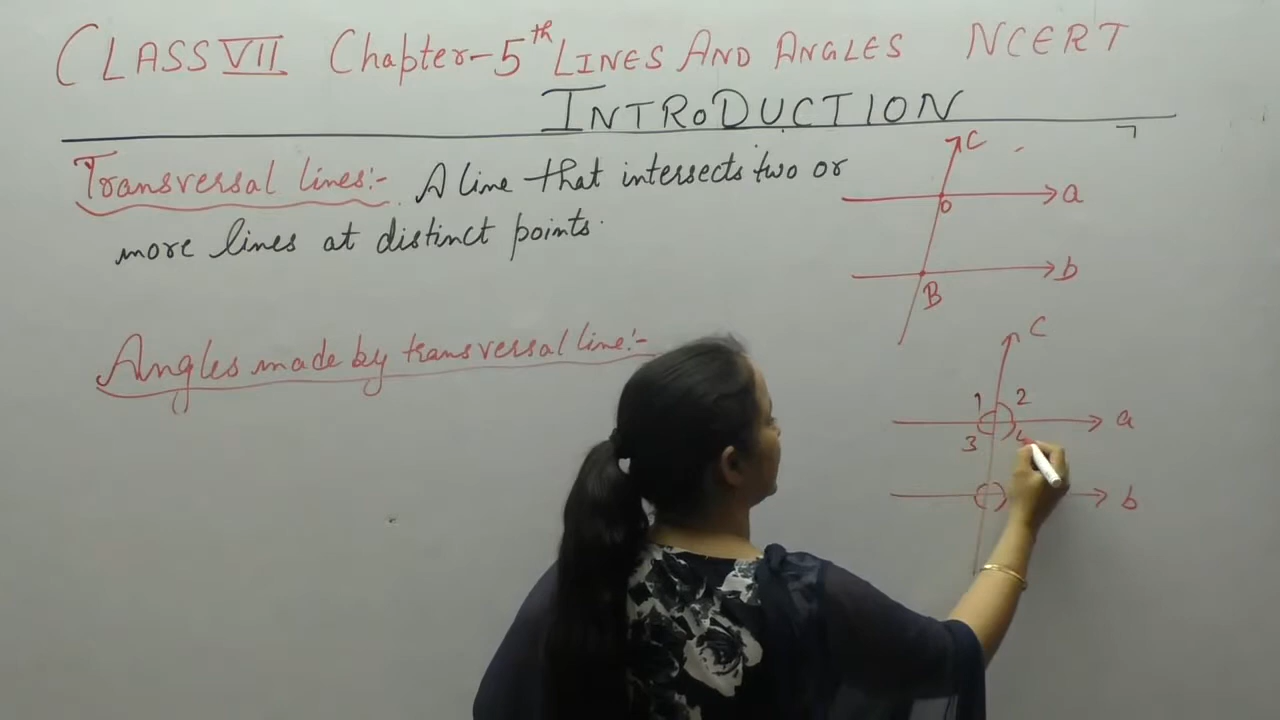 CLASS VII Chapter-5th LINES AND ANGLES NCERT
INTRODUCTION
Transversal lines:- A line that intersects two or
more lines at distinct points.
C
a
O
b
B
Angles made by transversal line:-
C
1 2
a
3 4
b